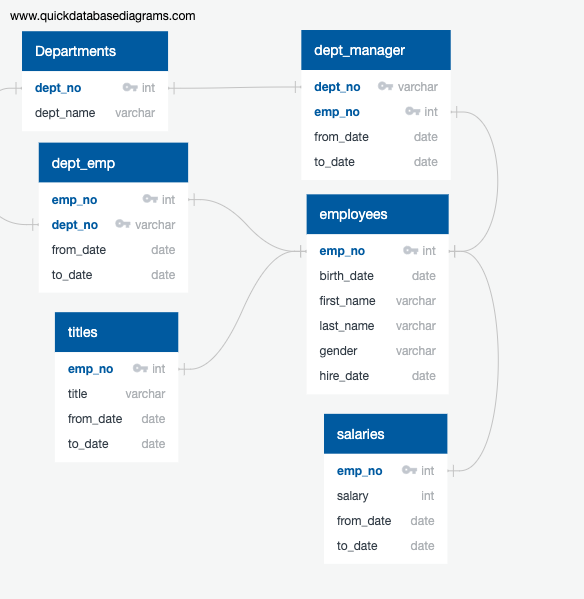 www.quickdatabasediagrams.com
Departments
dept_no int
dept_name varchar
dept_manager
dept_no varchar
emp_no int
from_date date
to_date date
dept_emp
emp_no int
dept_no varchar
from_date date
to_date date
employees
emp_no int
birth_date date
first_name varchar
last_name varchar
gender varchar
hire_date date
titles
emp_no int
title varchar
from_date date
to_date date
salaries
emp_no int
salary int
from_date date
to_date date